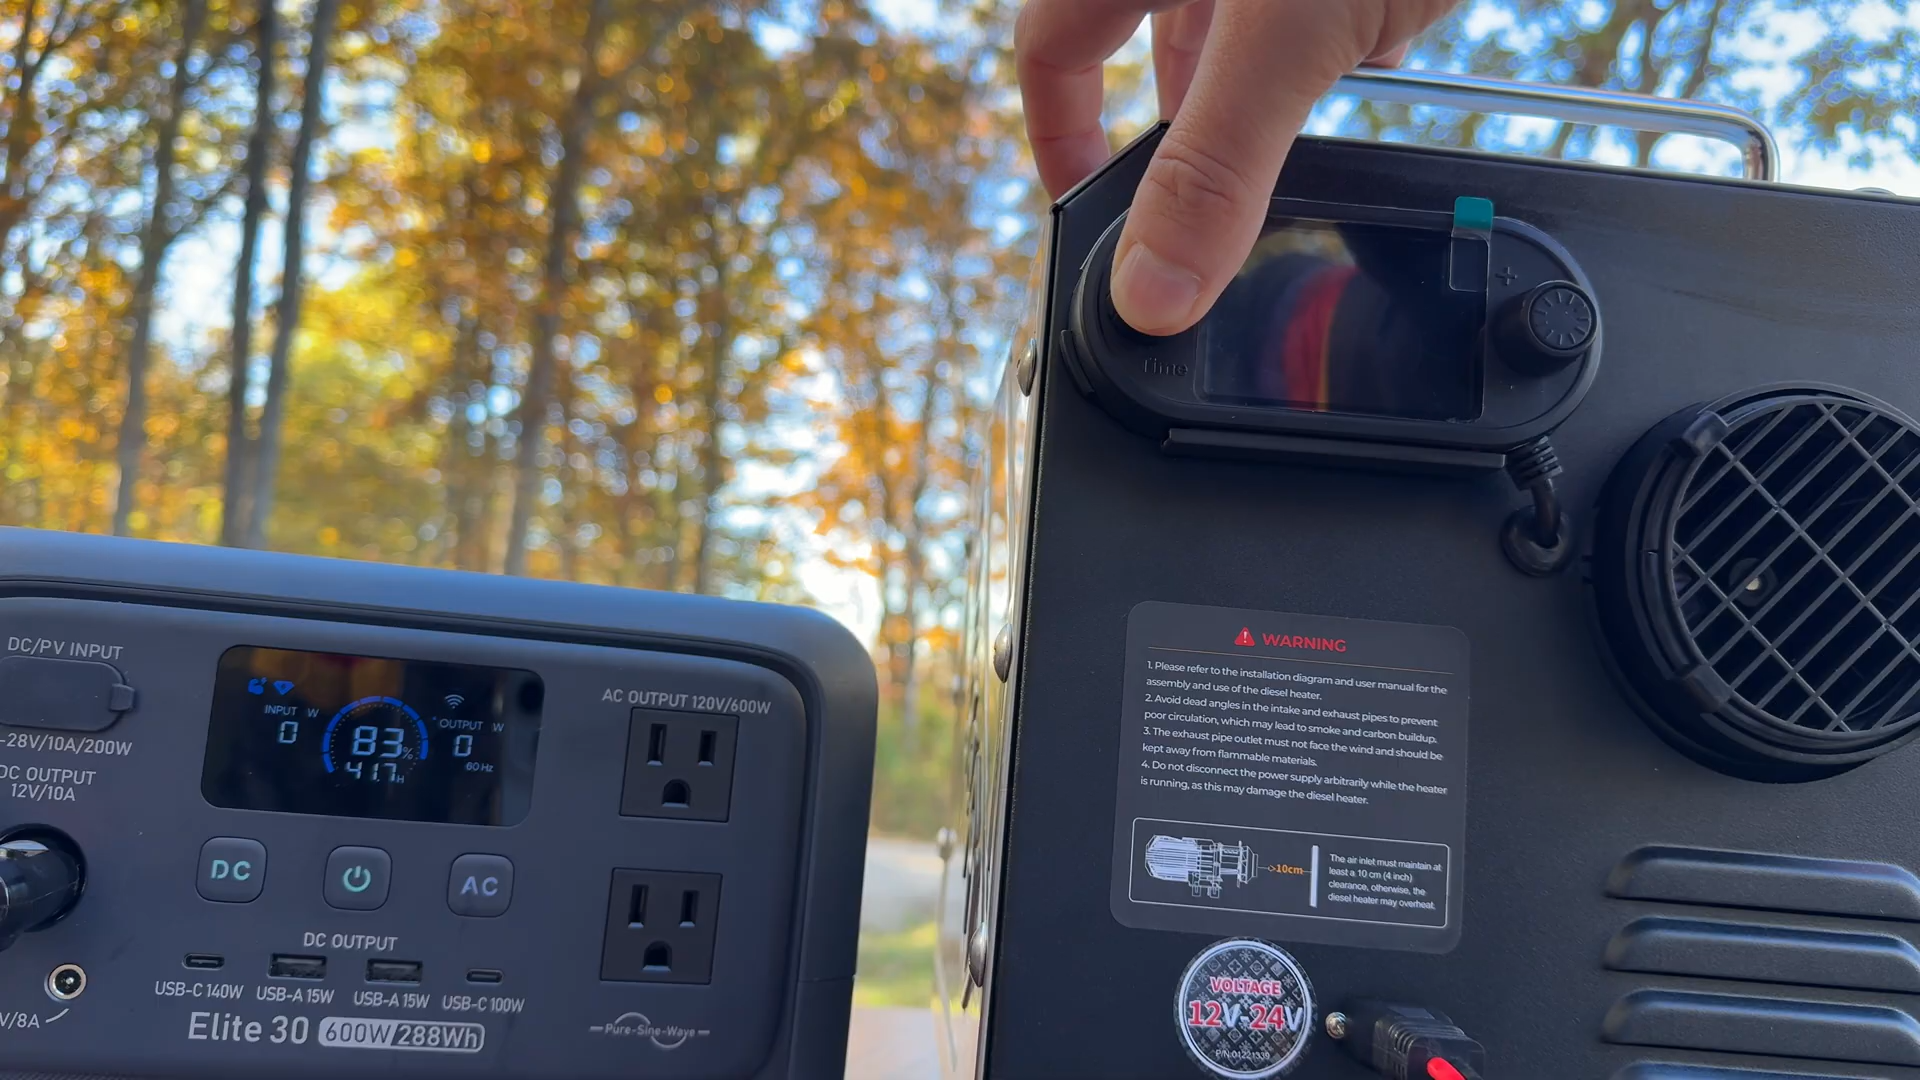 DC/PV INPUT
-28V/10A/200W
DC OUTPUT
12V/10A
INPUT W
0
83%
41.7H
OUTPUT W
0
60Hz
AC OUTPUT 120V/600W
DC
AC
DC OUTPUT
USB-C 140W
USB-A 15W
USB-A 15W
USB-C 100W
V/8A
Elite 30 600W/288Wh
Pure-Sine-Wave
Time
+
WARNING
1. Please refer to the installation diagram and user manual for the
assembly and use of the diesel heater.
2. Avoid dead angles in the intake and exhaust pipes to prevent
poor circulation, which may lead to smoke and carbon buildup.
3. The exhaust pipe outlet must not face the wind and should be
kept away from flammable materials.
4. Do not disconnect the power supply arbitrarily while the heater
is running, as this may damage the diesel heater.
>10cm
The air inlet must maintain at
least a 10 cm (4 inch)
clearance, otherwise, the
diesel heater may overheat.
VOLTAGE
12V-24V
P/N:01221339